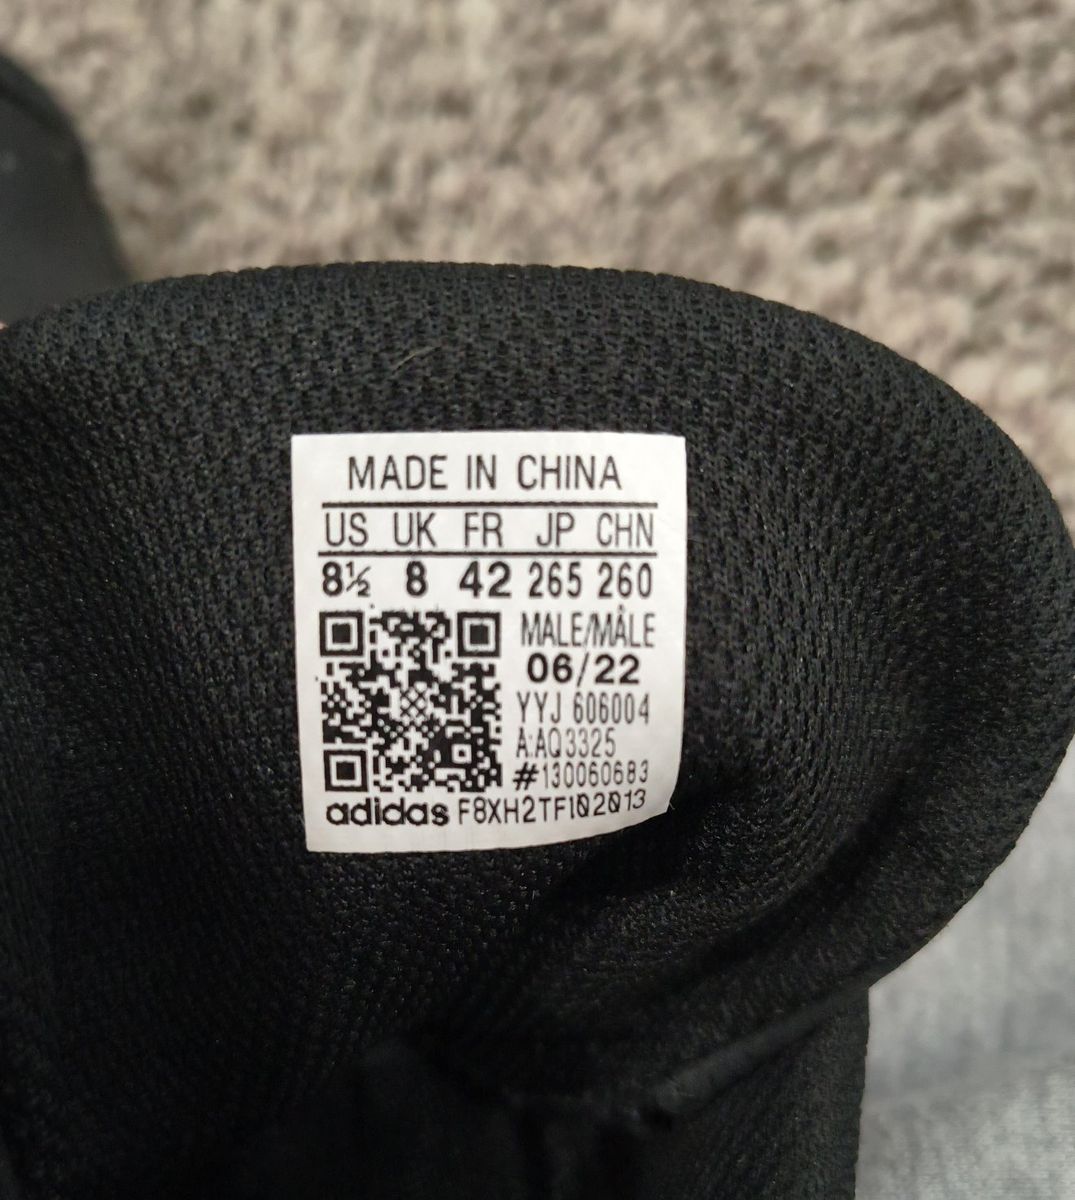 MADE IN CHINA
US UK FR JP CHN
8½ 8 42 265 260
MALE/MÂLE
06/22
YYJ 606004
A:AQ3325
#130060683
adidas F8XH2TF102013